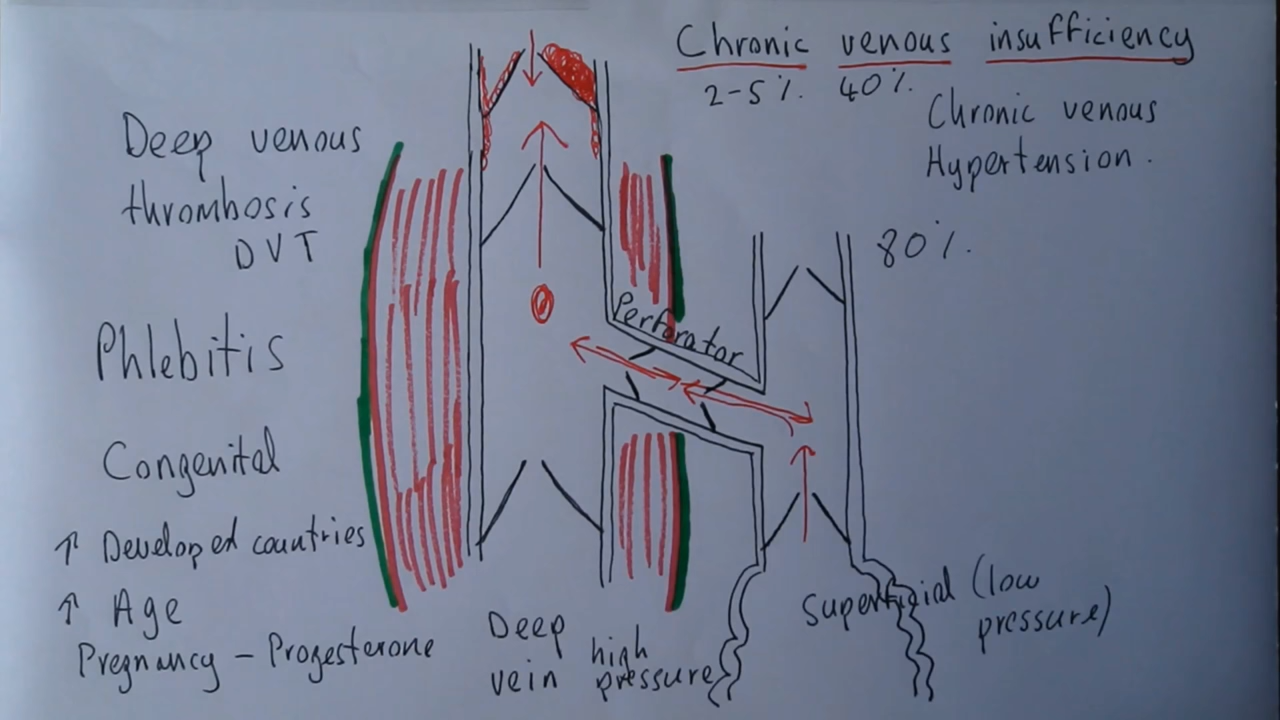 Chronic venous insufficiency
2-5%. 40%.
Chronic venous
Hypertension.
80%.
Deep venous
thrombosis
DVT
Phlebitis
Congenital
↑ Developed countries
↑ Age
Pregnancy - Progesterone
Perforator
Deep
vein
high
pressure
Superficial (low
pressure)